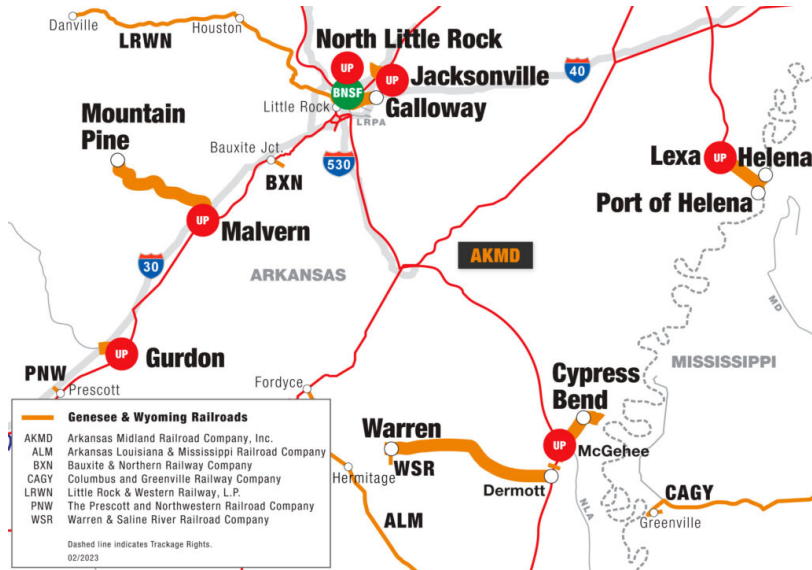 Danville
Houston
LRWN
North Little Rock
UP
UP
Jacksonville
40
BNSF
Galloway
Little Rock
LRPA
Mountain
Pine
Bauxite Jct.
530
BXN
Lexa
UP
Helena
Port of Helena
UP
Malvern
30
ARKANSAS
AKMD
MD
UP
Gurdon
PNW
Prescott
MISSISSIPPI
Fordyce
Cypress
Bend
Warren
WSR
UP
McGehee
Hermitage
Dermott
ALM
NLA
CAGY
Greenville
Genesee & Wyoming Railroads
AKMD Arkansas Midland Railroad Company, Inc.
ALM Arkansas Louisiana & Mississippi Railroad Company
BXN Bauxite & Northern Railway Company
CAGY Columbus and Greenville Railway Company
LRWN Little Rock & Western Railway, L.P.
PNW The Prescott and Northwestern Railroad Company
WSR Warren & Saline River Railroad Company
Dashed line indicates Trackage Rights.
02/2023